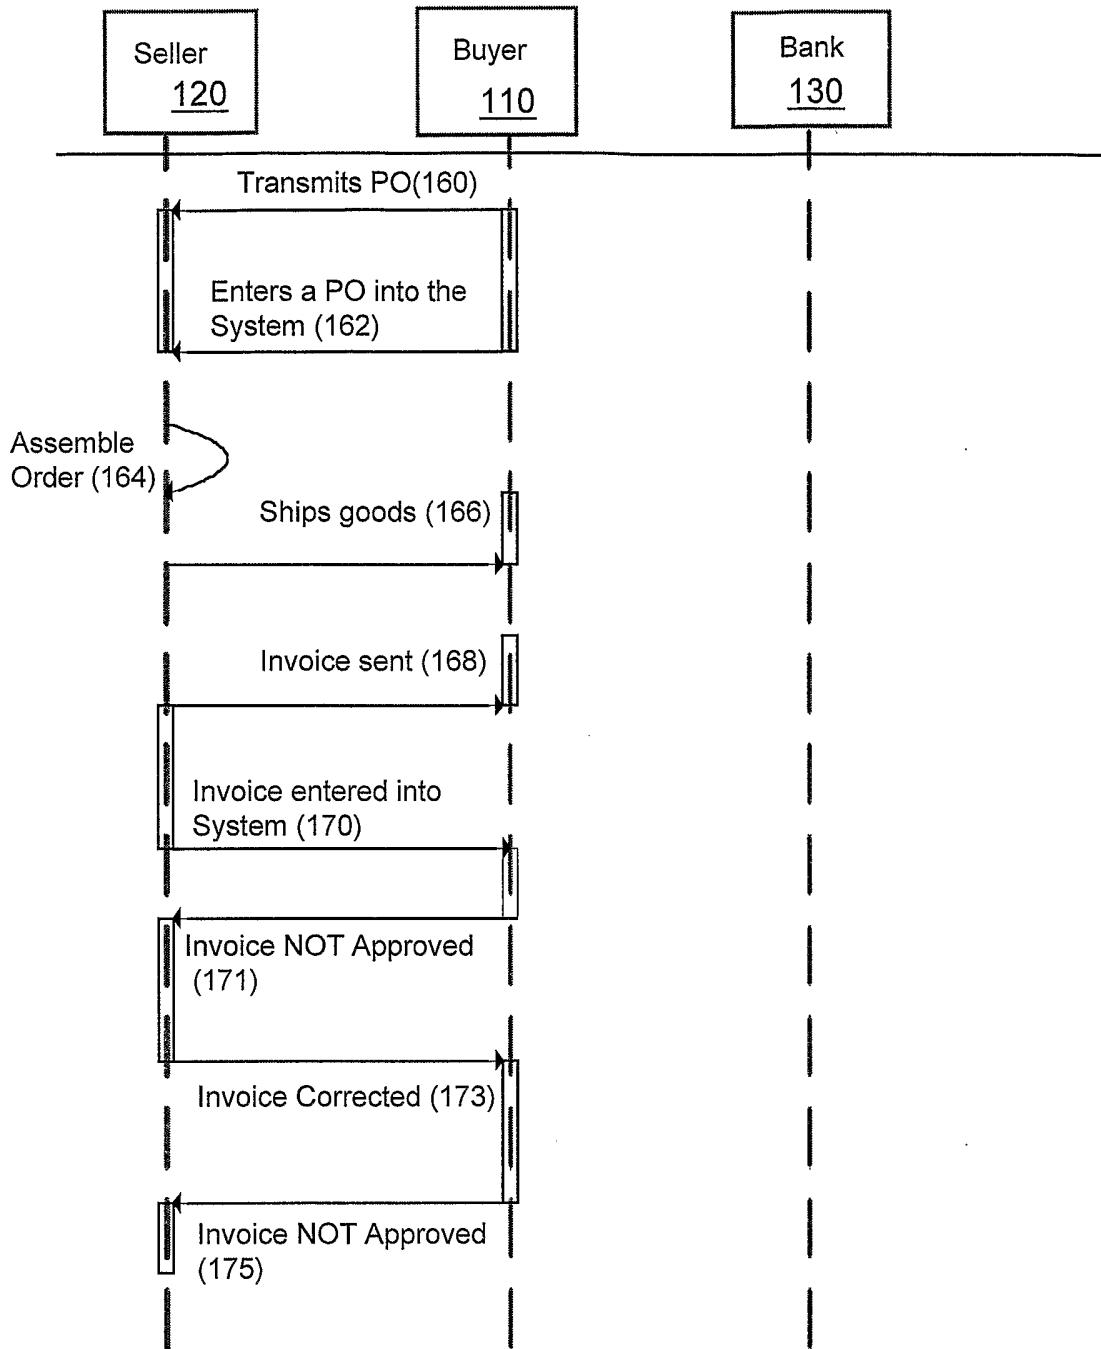 Seller
120
Buyer
110
Bank
130
Transmits PO(160)
Enters a PO into the
System (162)
Assemble
Order (164)
Ships goods (166)
Invoice sent (168)
Invoice entered into
System (170)
Invoice NOT Approved
(171)
Invoice Corrected (173)
Invoice NOT Approved
(175)